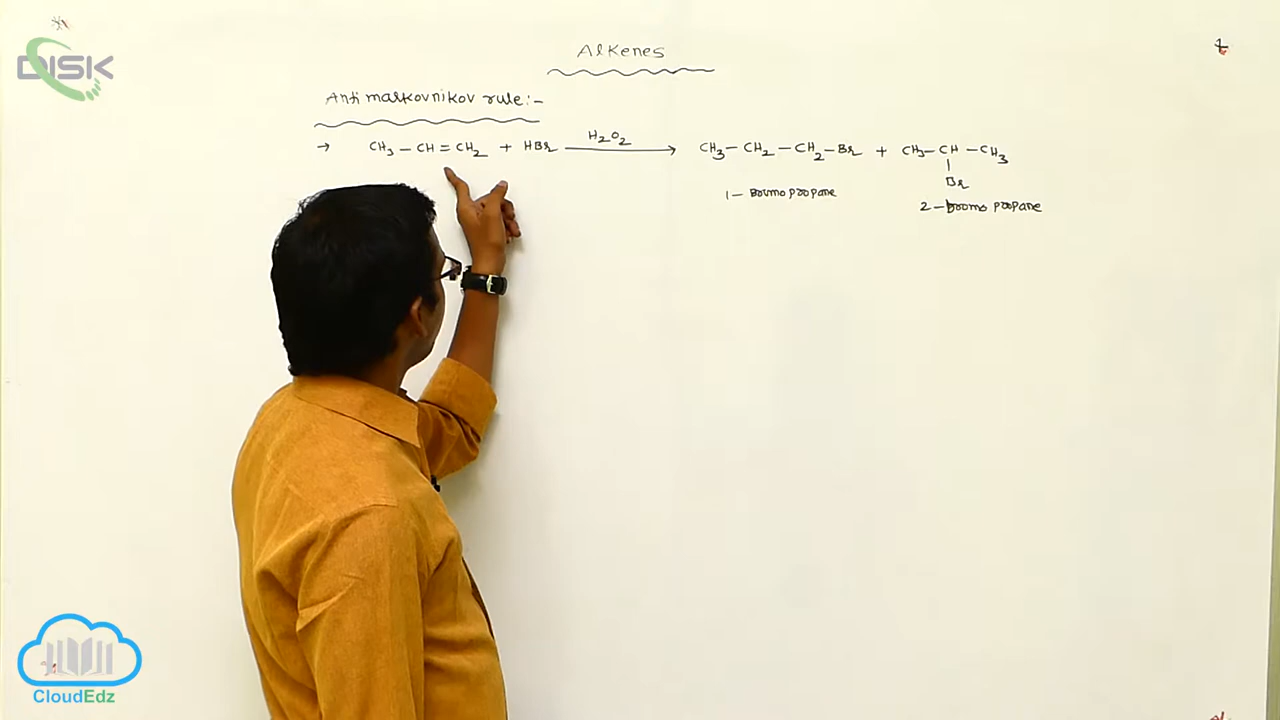 DISK
Alkenes
Anti malkovnikov rule:-
→ CH₃ – CH = CH₂ + HBr —H₂O₂→ CH₃ – CH₂ – CH₂ – Br + CH₃ – CH – CH₃
Br
1 – Bromo propane
2 – bromo propane
CloudEdz